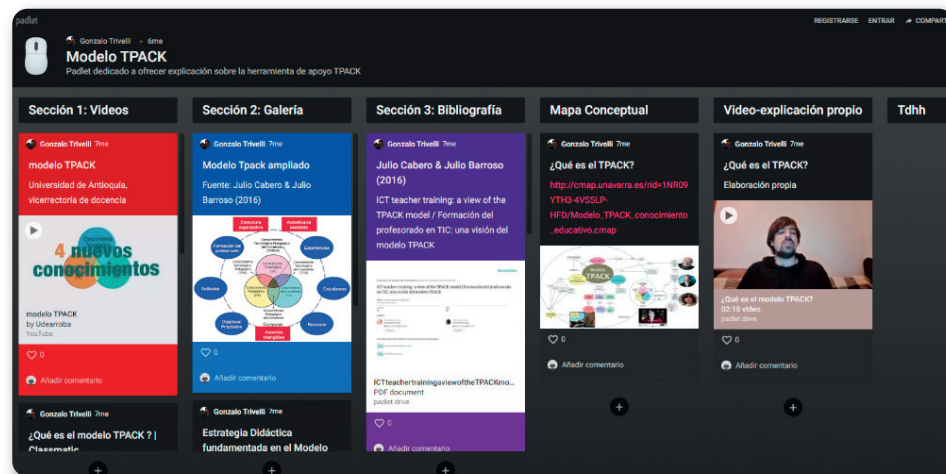 padlet
REGISTRARSE ENTRAR COMPART
Gonzalo Trivelli • 6me
Modelo TPACK
Padlet dedicado a ofrecer explicación sobre la herramienta de apoyo TPACK
Sección 1: Videos
Gonzalo Trivelli 7me
modelo TPACK
Universidad de Antioquía,
vicerrectoría de docencia
4 nuevos
conocimientos
modelo TPACK
by Udearroba
YouTube
0
Añadir comentario
Gonzalo Trivelli 7me
¿Qué es el modelo TPACK ? |
Classmatic
Sección 2: Galería
Gonzalo Trivelli 7me
Modelo Tpack ampliado
Fuente: Julio Cabero & Julio
Barroso (2016)
Experiencias
Estudiantes
Recursos
Actitudes
0
Añadir comentario
Gonzalo Trivelli 7me
Estrategia Didáctica
fundamentada en el Modelo
Sección 3: Bibliografía
Gonzalo Trivelli 7me
Julio Cabero & Julio Barroso
(2016)
ICT teacher training: a view of the
TPACK model / Formación del
profesorado en TIC: una visión del
modelo TPACK
ICTteachertrainingaviewoftheTPACKmo...
PDF document
padlet drive
0
Añadir comentario
Mapa Conceptual
Gonzalo Trivelli 7me
¿Qué es el TPACK?
http://cmap.unavarra.es/rid=1NR09
YTH3-4VSSLP-
HFD/Modelo_TPACK_conocimiento
_educativo.cmap
Modelo
TPACK
0
Añadir comentario
Video-explicación propio
Gonzalo Trivelli 7me
¿Qué es el TPACK?
Elaboración propia
¿Qué es el modelo TPACK?
02:10 video
padlet drive
0
Añadir comentario
Tdhh